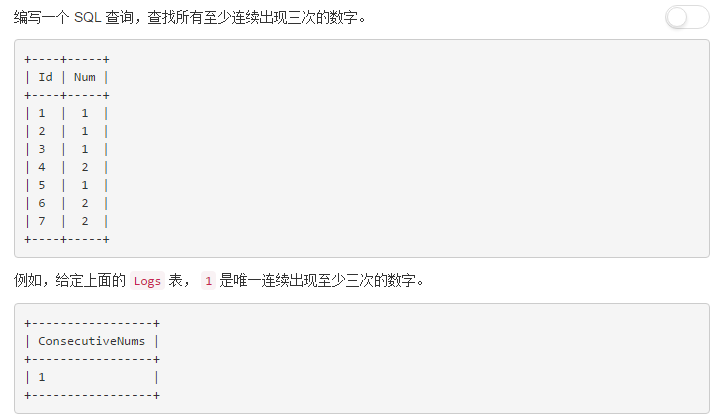 编写一个 SQL 查询，查找所有至少连续出现三次的数字。
+----+-----+
| Id | Num |
+----+-----+
| 1  |  1  |
| 2  |  1  |
| 3  |  1  |
| 4  |  2  |
| 5  |  1  |
| 6  |  2  |
| 7  |  2  |
+----+-----+
例如，给定上面的 Logs 表， 1 是唯一连续出现至少三次的数字。
+-----------------+
| ConsecutiveNums |
+-----------------+
| 1               |
+-----------------+